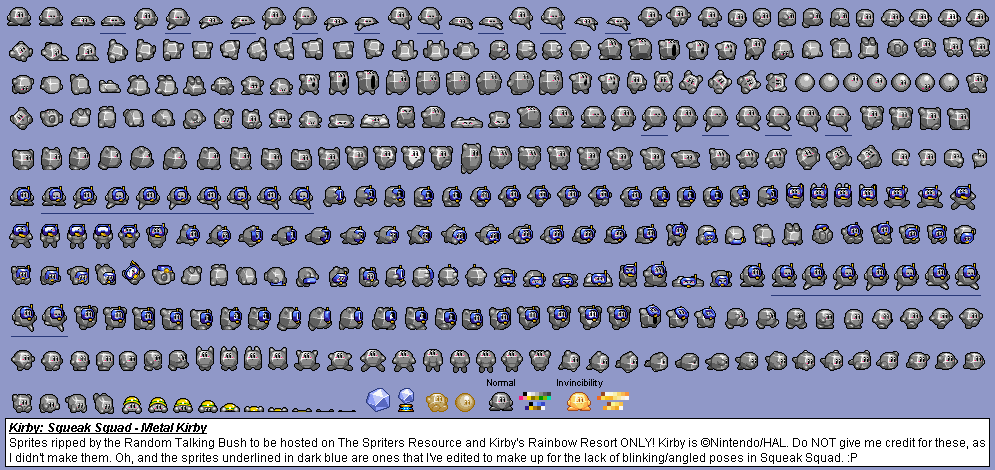 Normal
Invincibility
Kirby: Squeak Squad - Metal Kirby
Sprites ripped by the Random Talking Bush to be hosted on The Spriters Resource and Kirby's Rainbow Resort ONLY! Kirby is ©Nintendo/HAL. Do NOT give me credit for these, as
I didn't make them. Oh, and the sprites underlined in dark blue are ones that I've edited to make up for the lack of blinking/angled poses in Squeak Squad. :P